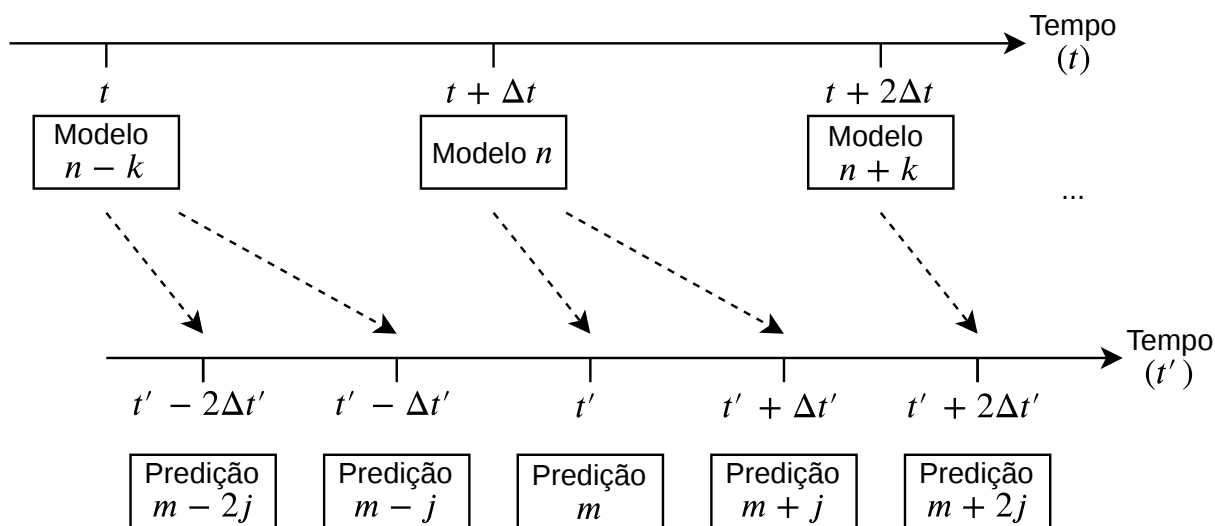 Tempo
(t)
t
t + Δt
t + 2Δt
Modelo
n − k
Modelo n
Modelo
n + k
...
Tempo
(t′)
t′ − 2Δt′
t′ − Δt′
t′
t′ + Δt′
t′ + 2Δt′
Predição
m − 2j
Predição
m − j
Predição
m
Predição
m + j
Predição
m + 2j